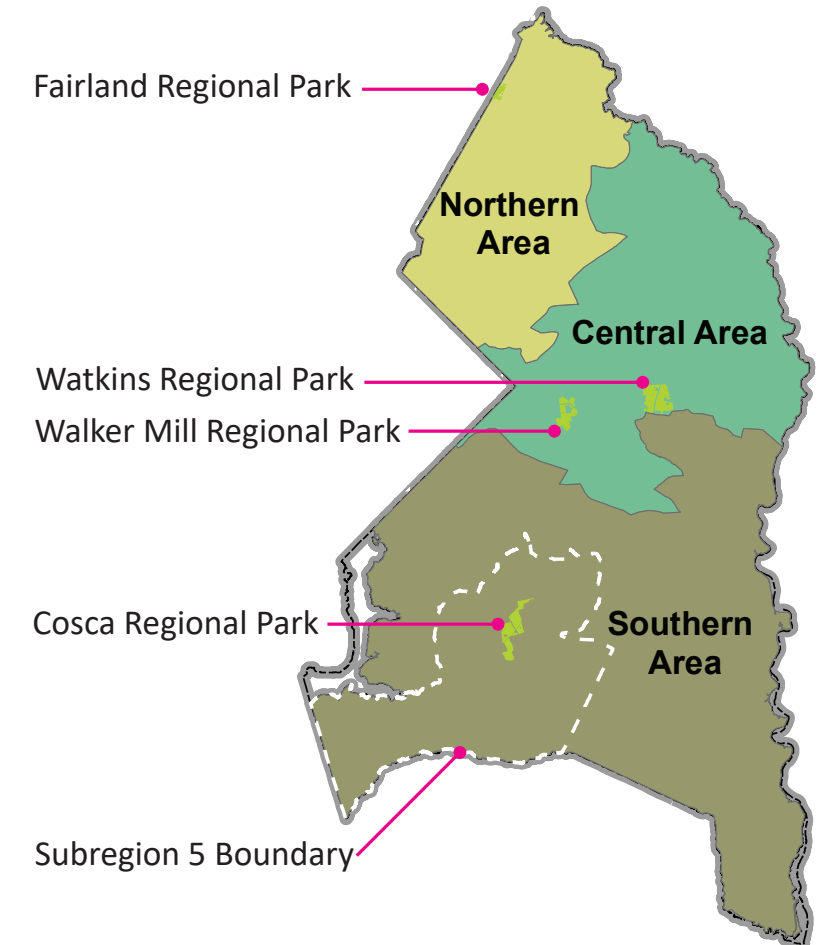 Fairland Regional Park
Northern
Area
Central Area
Watkins Regional Park
Walker Mill Regional Park
Cosca Regional Park
Southern
Area
Subregion 5 Boundary